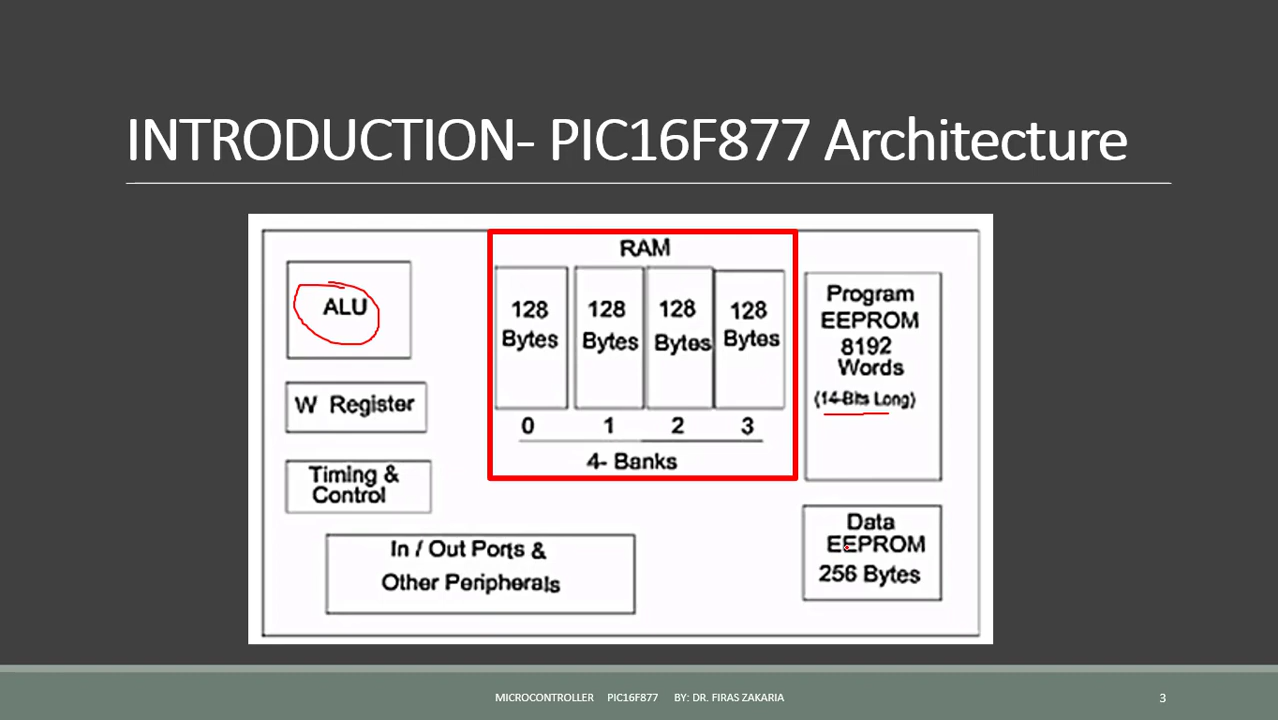 INTRODUCTION- PIC16F877 Architecture
ALU
W Register
Timing &
Control
In / Out Ports &
Other Peripherals
RAM
128
Bytes
128
Bytes
128
Bytes
128
Bytes
0 1 2 3
4- Banks
Program
EEPROM
8192
Words
(14-Bits Long)
Data
EEPROM
256 Bytes
MICROCONTROLLER PIC16F877 BY: DR. FIRAS ZAKARIA
3